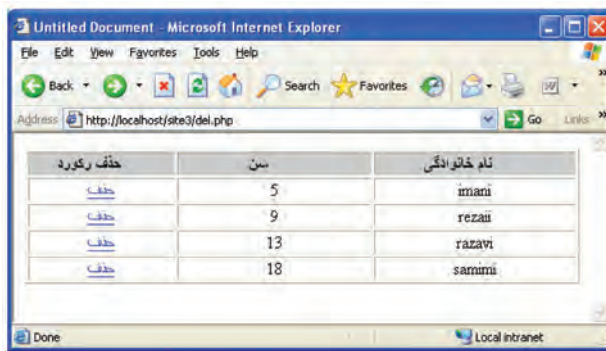 Untitled Document - Microsoft Internet Explorer
File Edit View Favorites Tools Help
Back Search Favorites
Address http://localhost/site3/del.php Go Links
نام خانوادگی سن حذف رکورد
imani 5 حذف
rezaii 9 حذف
razavi 13 حذف
samimi 18 حذف
Done Local intranet